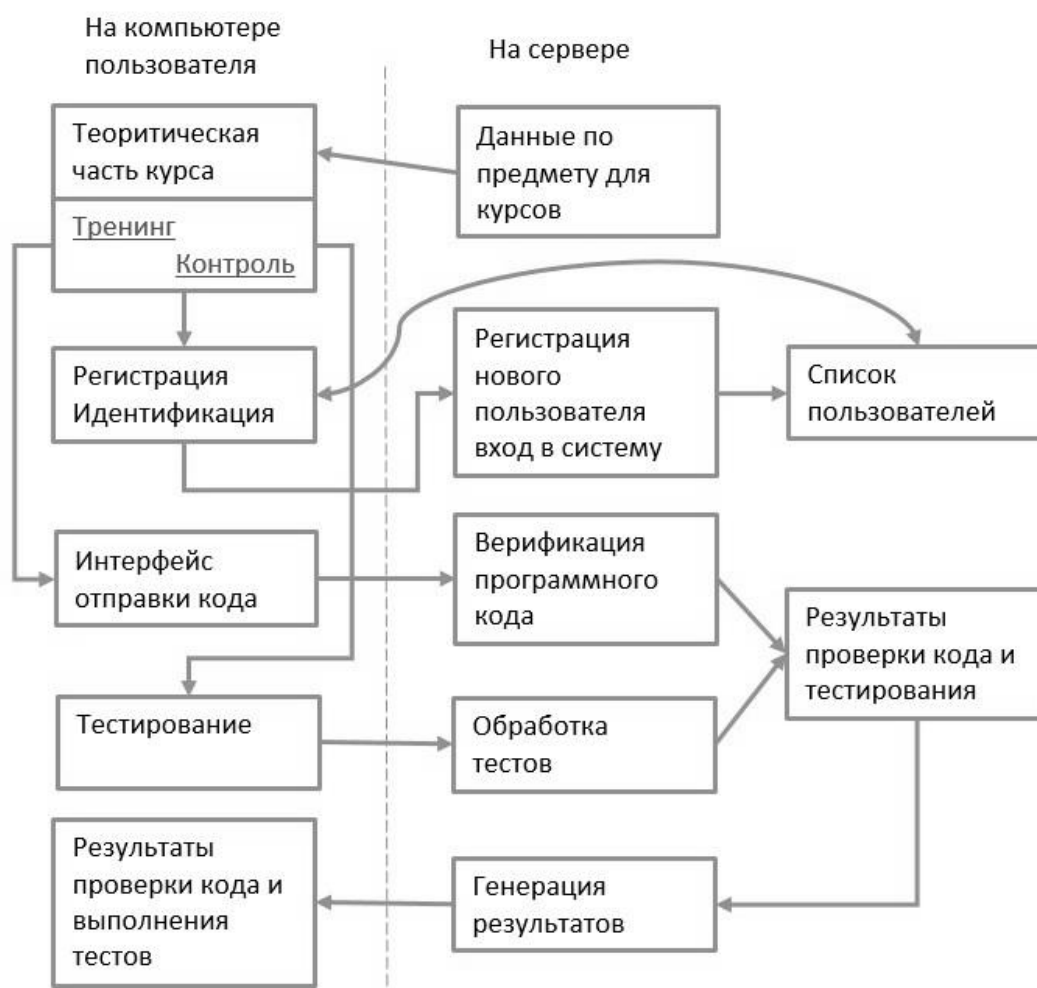 На компьютере
пользователя
На сервере
Теоритическая
часть курса
Тренинг
Контроль
Данные по
предмету для
курсов
Регистрация
Идентификация
Регистрация
нового
пользователя
вход в систему
Список
пользователей
Интерфейс
отправки кода
Верификация
программного
кода
Результаты
проверки кода и
тестирования
Тестирование
Обработка
тестов
Результаты
проверки кода и
выполнения
тестов
Генерация
результатов